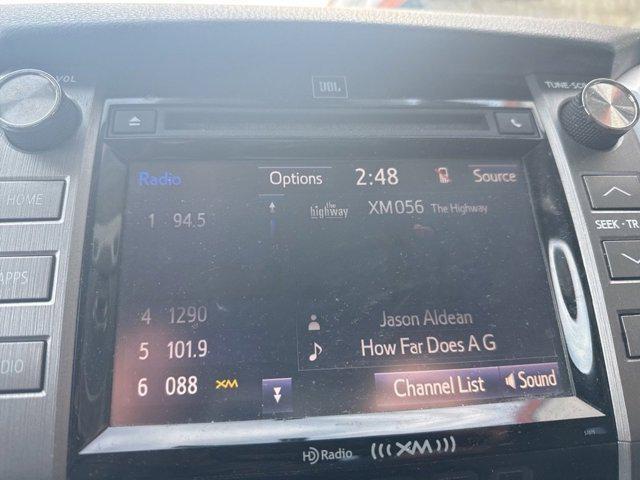 VOL
JBL
TUNE-SC
HOME
Radio
Options
2:48
Source
SEEK - TR
1 94.5
the highway
XM056 The Highway
APPS
4 1290
Jason Aldean
5 101.9
How Far Does A G
6 088 XM
Channel List
Sound
HD Radio
(((XM)))